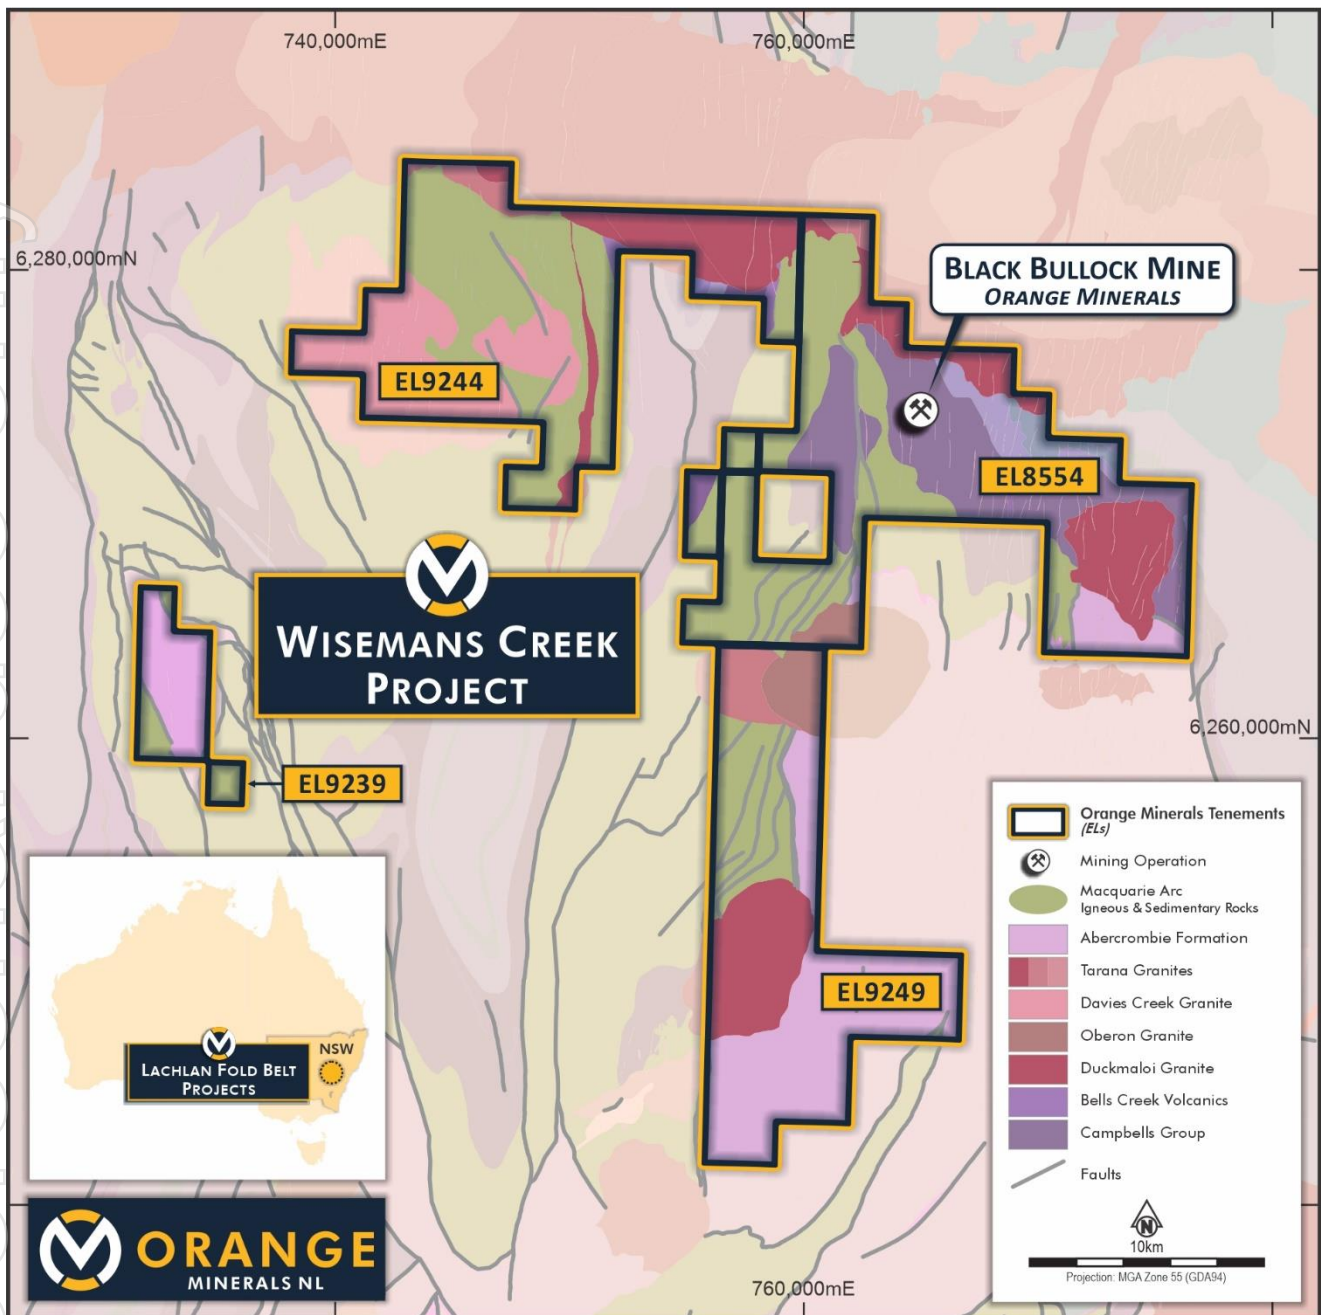 740,000mE
760,000mE
6,280,000mN
BLACK BULLOCK MINE
ORANGE MINERALS
EL9244
EL8554
WISEMANS CREEK
PROJECT
6,260,000mN
EL9239
Orange Minerals Tenements
(ELs)
Mining Operation
Macquarie Arc
Igneous & Sedimentary Rocks
Abercrombie Formation
Tarana Granites
Davies Creek Granite
Oberon Granite
Duckmaloi Granite
Bells Creek Volcanics
Campbells Group
Faults
N
10km
Projection: MGA Zone 55 (GDA94)
EL9249
NSW
LACHLAN FOLD BELT
PROJECTS
ORANGE
MINERALS NL
760,000mE